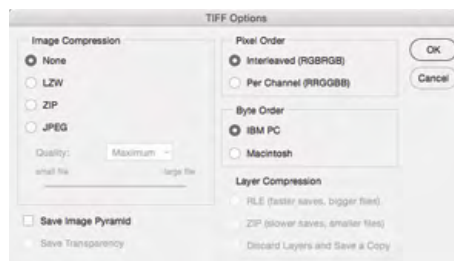 TIFF Options
Image Compression
None
LZW
ZIP
JPEG
Quality: Maximum
small file large file
Save Image Pyramid
Save Transparency
Pixel Order
Interleaved (RGBRGB)
Per Channel (RRGGBB)
Byte Order
IBM PC
Macintosh
Layer Compression
RLE (faster saves, bigger files)
ZIP (slower saves, smaller files)
Discard Layers and Save a Copy
OK
Cancel